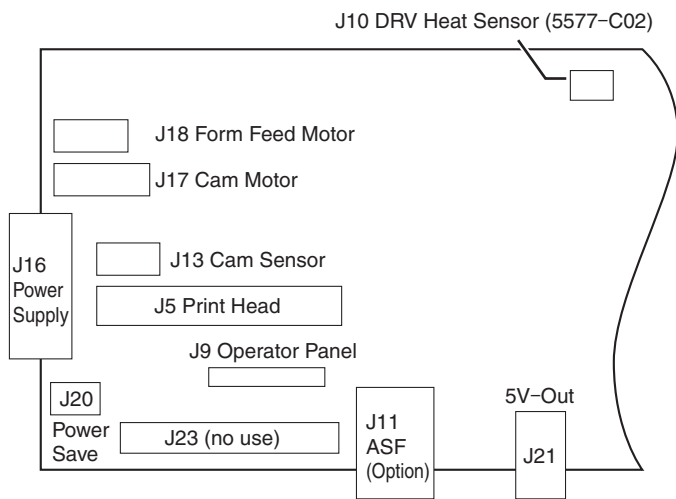 J10 DRV Heat Sensor (5577-C02)
J18 Form Feed Motor
J17 Cam Motor
J16
Power
Supply
J13 Cam Sensor
J5 Print Head
J9 Operator Panel
J20
Power
Save
J23 (no use)
J11
ASF
(Option)
5V-Out
J21